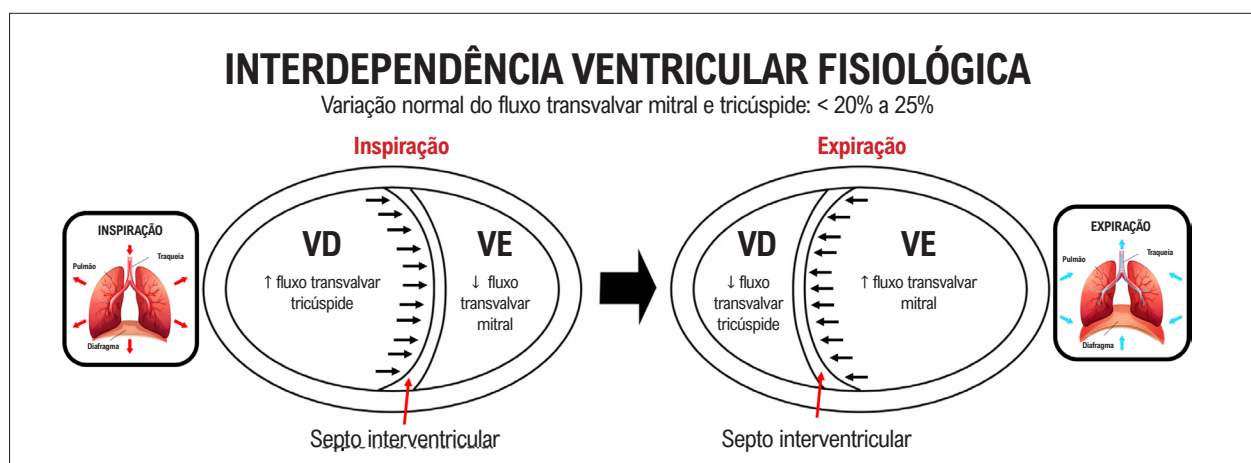 INTERDEPENDÊNCIA VENTRICULAR FISIOLÓGICA
Variação normal do fluxo transvalvar mitral e tricúspide: < 20% a 25%
Inspiração
Expiração
INSPIRAÇÃO
Pulmão
Traqueia
Diafragma
VD
↑ fluxo transvalvar
tricúspide
VE
↓ fluxo
transvalvar
mitral
VD
↓ fluxo
transvalvar
tricúspide
VE
↑ fluxo transvalvar
mitral
EXPIRAÇÃO
Pulmão
Traqueia
Diafragma
Septo interventricular
Septo interventricular